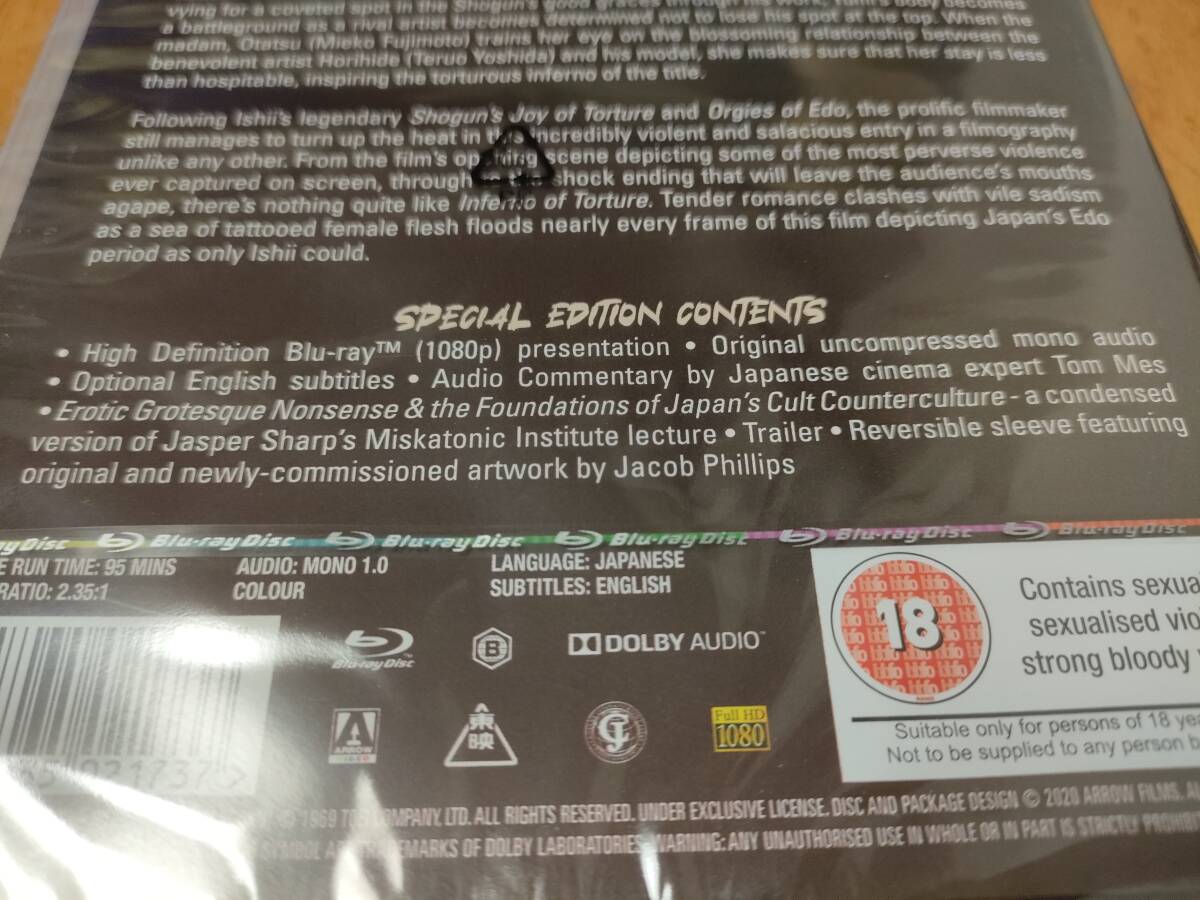 vying for a coveted spot in the Shogun's good graces through his work, Yumi's body becomes
a battleground as a rival artist becomes determined not to lose his spot at the top. When the
madam, Otatsu (Mieko Fujimoto) trains her eye on the blossoming relationship between the
benevolent artist Horihide (Teruo Yoshida) and his model, she makes sure that her stay is less
than hospitable, inspiring the torturous inferno of the title.
Following Ishii's legendary Shogun's Joy of Torture and Orgies of Edo, the prolific filmmaker
still manages to turn up the heat in incredibly violent and salacious entry in a filmography
unlike any other. From the film's opening scene depicting some of the most perverse violence
ever captured on screen, through shock ending that will leave the audience's mouths
agape, there's nothing quite like Inferno of Torture. Tender romance clashes with vile sadism
as a sea of tattooed female flesh floods nearly every frame of this film depicting Japan's Edo
period as only Ishii could.
SPECIAL EDITION CONTENTS
• High Definition Blu-ray™ (1080p) presentation • Original uncompressed mono audio
• Optional English subtitles • Audio Commentary by Japanese cinema expert Tom Mes
• Erotic Grotesque Nonsense & the Foundations of Japan's Cult Counterculture - a condensed
version of Jasper Sharp's Miskatonic Institute lecture • Trailer • Reversible sleeve featuring
original and newly-commissioned artwork by Jacob Phillips
Blu-ray Disc Blu-ray Disc Blu-ray Disc Blu-ray Disc Blu-ray Disc
RUN TIME: 95 MINS AUDIO: MONO 1.0 LANGUAGE: JAPANESE
RATIO: 2.35:1 COLOUR SUBTITLES: ENGLISH
Blu-ray Disc B DOLBY AUDIO™
18
bbfc
Contains sexua
sexualised vio
strong bloody
Suitable only for persons of 18 yea
Not to be supplied to any person b
ARROW
VIDEO
東映
Full HD
1080
© 1969 COMPANY, LTD. ALL RIGHTS RESERVED. UNDER EXCLUSIVE LICENSE. DISC AND PACKAGE DESIGN © 2020 ARROW FILMS.
SYMBOL TRADEMARKS OF DOLBY LABORATORIES WARNING: ANY UNAUTHORISED USE IN WHOLE OR IN PART IS STRICTLY